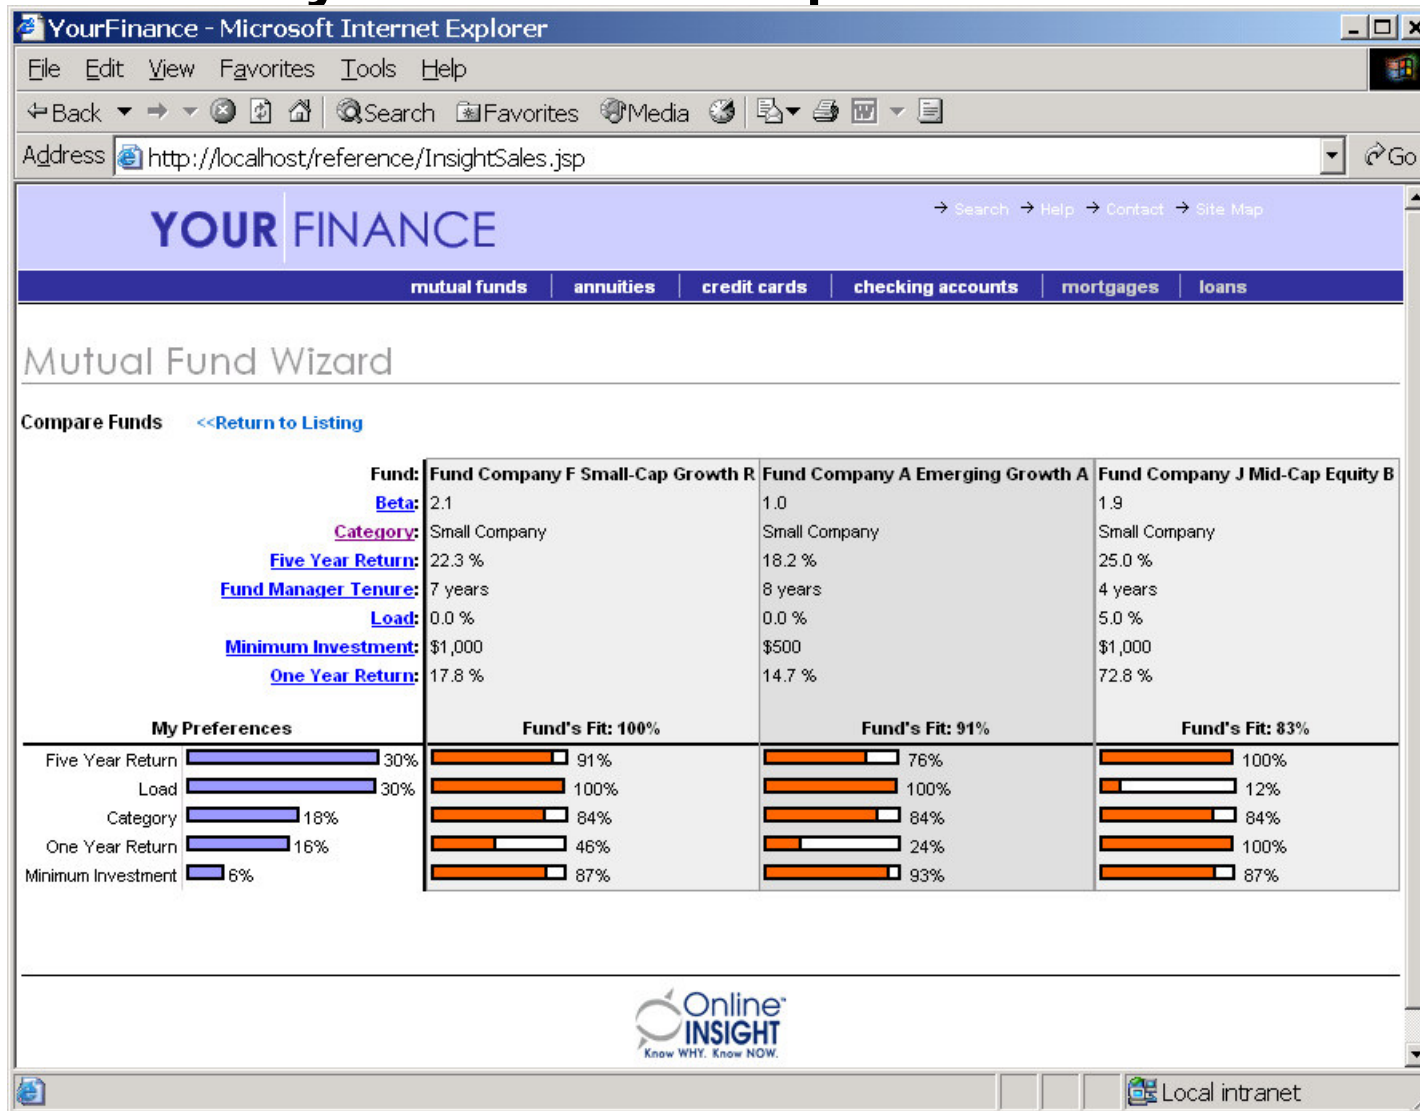 YourFinance - Microsoft Internet Explorer
File Edit View Favorites Tools Help
Back Search Favorites Media
Address http://localhost/reference/InsightSales.jsp Go
YOUR FINANCE
Search Help Contact Site Map
mutual funds annuities credit cards checking accounts mortgages loans
Mutual Fund Wizard
Compare Funds <<Return to Listing
Fund: Fund Company F Small-Cap Growth R Fund Company A Emerging Growth A Fund Company J Mid-Cap Equity B
Beta: 2.1 1.0 1.9
Category: Small Company Small Company Small Company
Five Year Return: 22.3 % 18.2 % 25.0 %
Fund Manager Tenure: 7 years 8 years 4 years
Load: 0.0 % 0.0 % 5.0 %
Minimum Investment: $1,000 $500 $1,000
One Year Return: 17.8 % 14.7 % 72.8 %
My Preferences Fund's Fit: 100% Fund's Fit: 91% Fund's Fit: 83%
Five Year Return 30% 91% 76% 100%
Load 30% 100% 100% 12%
Category 18% 84% 84% 84%
One Year Return 16% 46% 24% 100%
Minimum Investment 6% 87% 93% 87%
Online
INSIGHT
Know WHY. Know NOW.
Local intranet